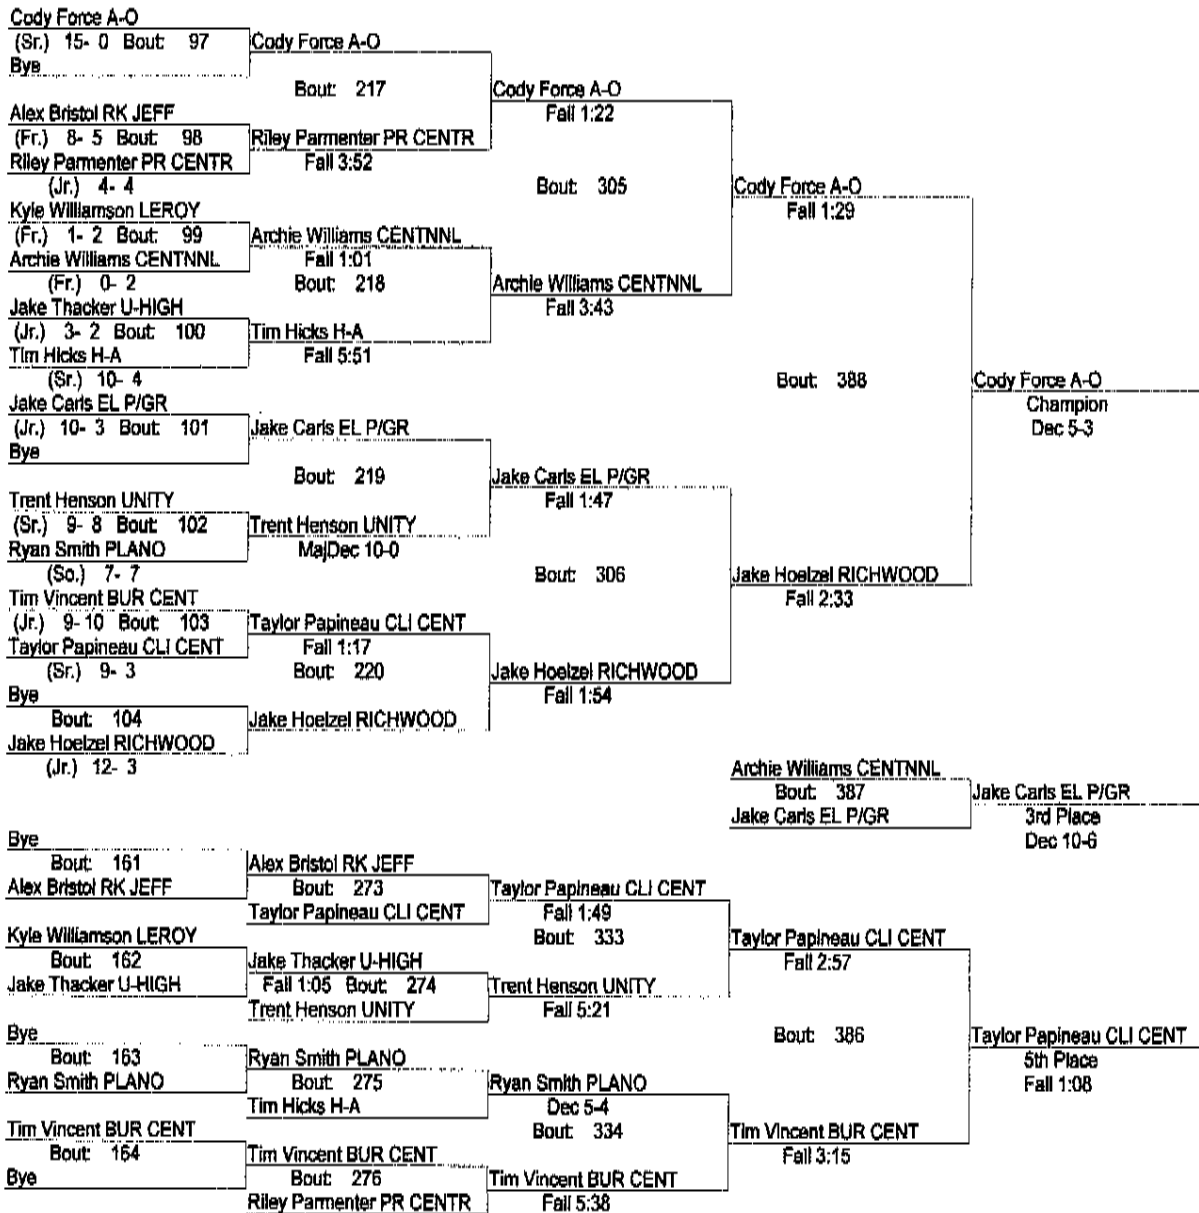 Cody Force A-O
(Sr.) 15- 0 Bout: 97
Bye
Cody Force A-O
Bout: 217
Alex Bristol RK JEFF
(Fr.) 8- 5 Bout: 98
Riley Parmenter PR CENTR
(Jr.) 4- 4
Riley Parmenter PR CENTR
Fall 3:52
Cody Force A-O
Fall 1:22
Bout: 305
Kyle Williamson LEROY
(Fr.) 1- 2 Bout: 99
Archie Williams CENTNNL
(Fr.) 0- 2
Archie Williams CENTNNL
Fall 1:01
Bout: 218
Jake Thacker U-HIGH
(Jr.) 3- 2 Bout: 100
Tim Hicks H-A
(Sr.) 10- 4
Tim Hicks H-A
Fall 5:51
Archie Williams CENTNNL
Fall 3:43
Cody Force A-O
Fall 1:29
Bout: 388
Jake Carls EL P/GR
(Jr.) 10- 3 Bout: 101
Bye
Jake Carls EL P/GR
Bout: 219
Trent Henson UNITY
(Sr.) 9- 8 Bout: 102
Ryan Smith PLANO
(So.) 7- 7
Trent Henson UNITY
MajDec 10-0
Jake Carls EL P/GR
Fall 1:47
Bout: 306
Tim Vincent BUR CENT
(Jr.) 9- 10 Bout: 103
Taylor Papineau CLI CENT
(Sr.) 9- 3
Taylor Papineau CLI CENT
Fall 1:17
Bout: 220
Bye
Bout: 104
Jake Hoelzel RICHWOOD
(Jr.) 12- 3
Jake Hoelzel RICHWOOD
Jake Hoelzel RICHWOOD
Fall 1:54
Jake Hoelzel RICHWOOD
Fall 2:33
Cody Force A-O
Champion
Dec 5-3
Archie Williams CENTNNL
Bout: 387
Jake Carls EL P/GR
Jake Carls EL P/GR
3rd Place
Dec 10-6
Bye
Bout: 161
Alex Bristol RK JEFF
Alex Bristol RK JEFF
Bout: 273
Taylor Papineau CLI CENT
Taylor Papineau CLI CENT
Fall 1:49
Bout: 333
Kyle Williamson LEROY
Bout: 162
Jake Thacker U-HIGH
Jake Thacker U-HIGH
Fall 1:05 Bout: 274
Trent Henson UNITY
Trent Henson UNITY
Fall 5:21
Taylor Papineau CLI CENT
Fall 2:57
Bout: 386
Bye
Bout: 163
Ryan Smith PLANO
Ryan Smith PLANO
Bout: 275
Tim Hicks H-A
Ryan Smith PLANO
Dec 5-4
Bout: 334
Tim Vincent BUR CENT
Bout: 164
Bye
Tim Vincent BUR CENT
Bout: 276
Riley Parmenter PR CENTR
Tim Vincent BUR CENT
Fall 5:38
Tim Vincent BUR CENT
Fall 3:15
Taylor Papineau CLI CENT
5th Place
Fall 1:08